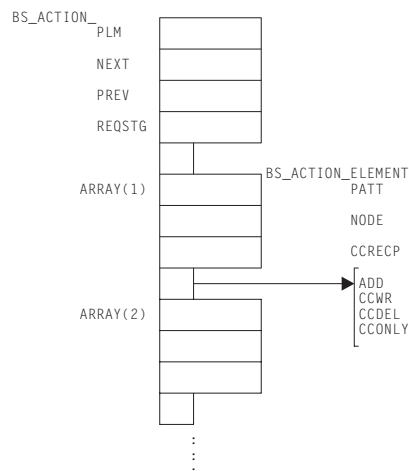 BS_ACTION_
PLM
NEXT
PREV
REQSTG
BS_ACTION_ELEMENT
ARRAY(1)
PATT
NODE
CCRECP
ADD
CCWR
ARRAY(2)
CCDEL
CCONLY